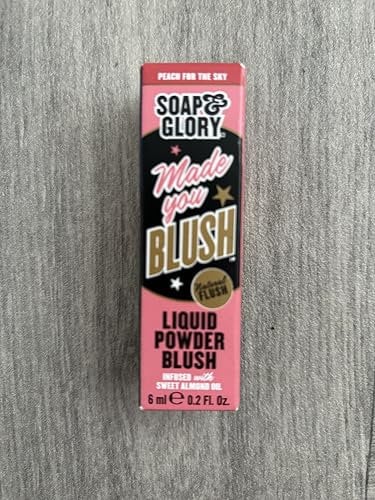 PEACH FOR THE SKY
SOAP&
GLORY
Made
you
BLUSH™
Natural
FLUSH
LIQUID
POWDER
BLUSH
INFUSED with
SWEET ALMOND OIL
6 ml ℮ 0.2 Fl. Oz.